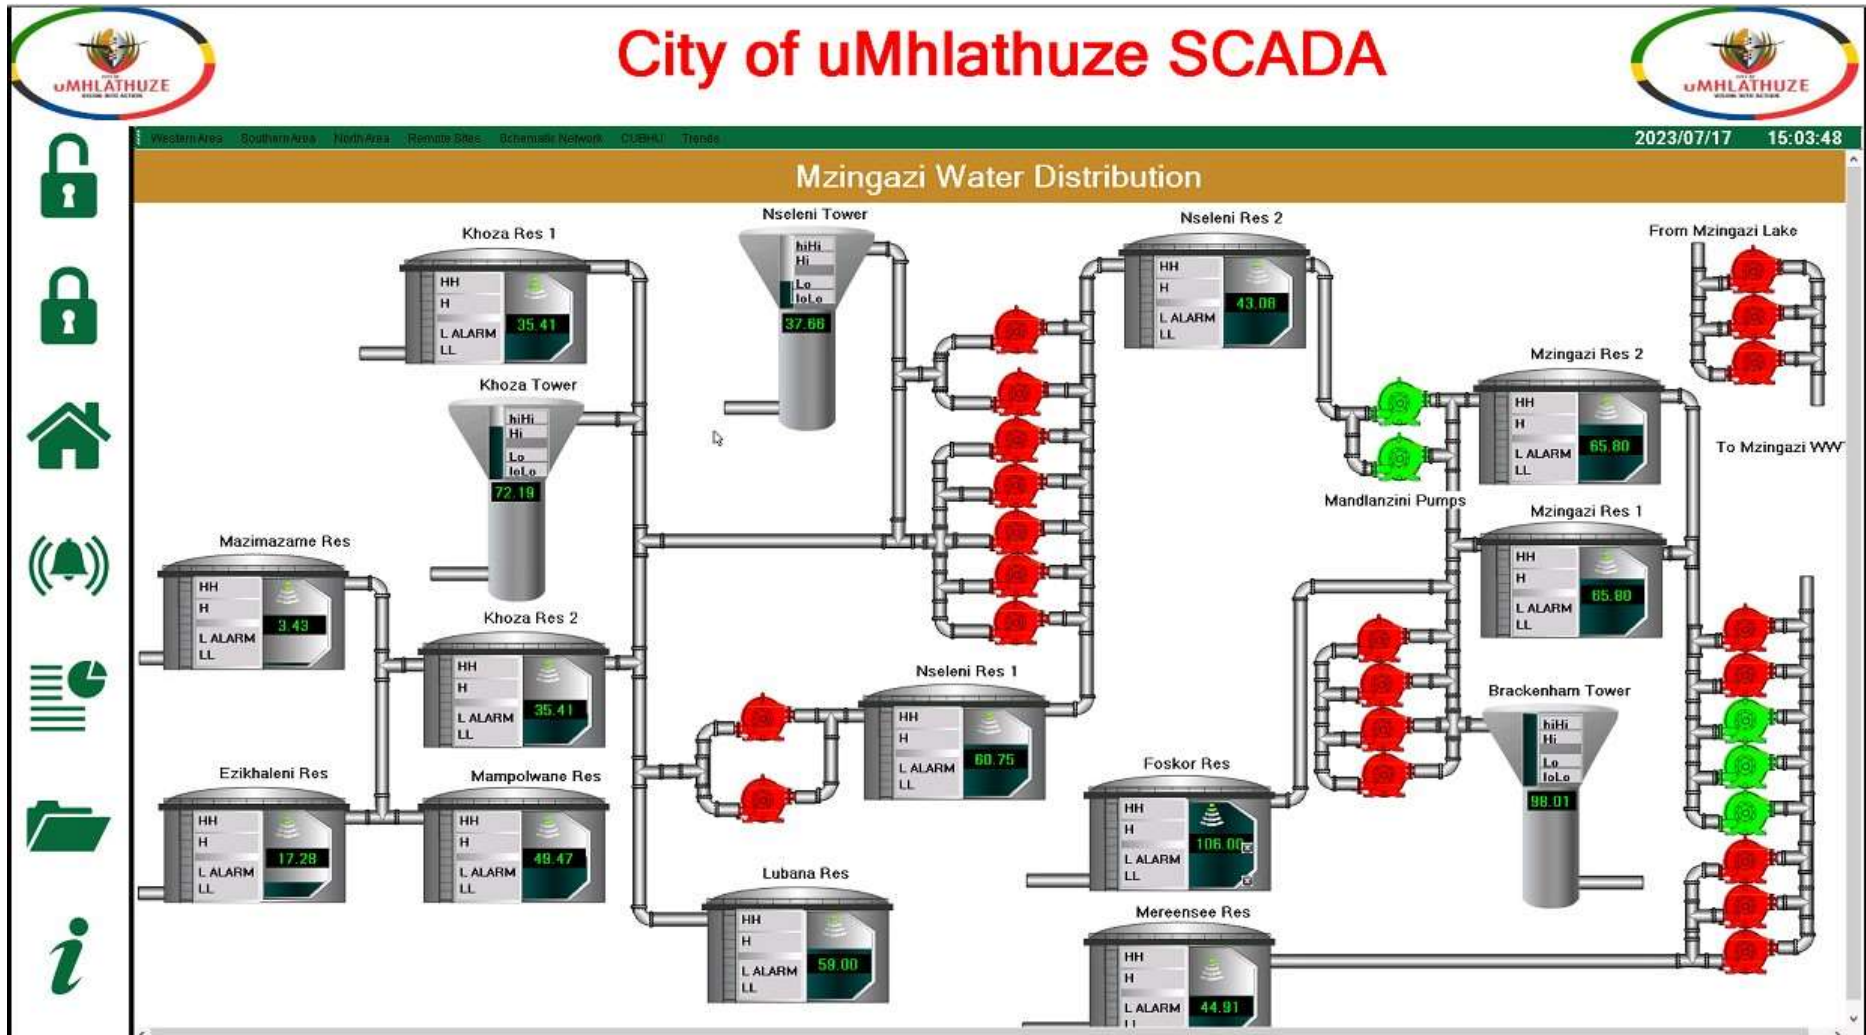 City of uMhlathuze SCADA
CITY OF
uMHLATHUZE
CITY OF
uMHLATHUZE
Western Area Southern Area North Area Remote Sites Schematic Network CUBHU Trends 2023/07/17 15:03:48
Mzingazi Water Distribution
Khoza Res 1
HH
H
L ALARM
LL
35.41
Nseleni Tower
hiHi
Hi
Lo
loLo
37.66
Nseleni Res 2
HH
H
L ALARM
LL
43.08
From Mzingazi Lake
To Mzingazi WW
Khoza Tower
hiHi
Hi
Lo
loLo
72.19
Mzingazi Res 2
HH
H
L ALARM
LL
65.80
Mandlanzini Pumps
Mzingazi Res 1
HH
H
L ALARM
LL
65.80
Mazimazame Res
HH
H
L ALARM
LL
3.43
Khoza Res 2
HH
H
L ALARM
LL
35.41
Nseleni Res 1
HH
H
L ALARM
LL
60.75
Brackenham Tower
hiHi
Hi
Lo
loLo
98.01
Ezikhaleni Res
HH
H
L ALARM
LL
17.28
Mampolwane Res
HH
H
L ALARM
LL
49.47
Foskor Res
HH
H
L ALARM
LL
106.00
Lubana Res
HH
H
L ALARM
LL
59.00
Mereensee Res
HH
H
L ALARM
44.91